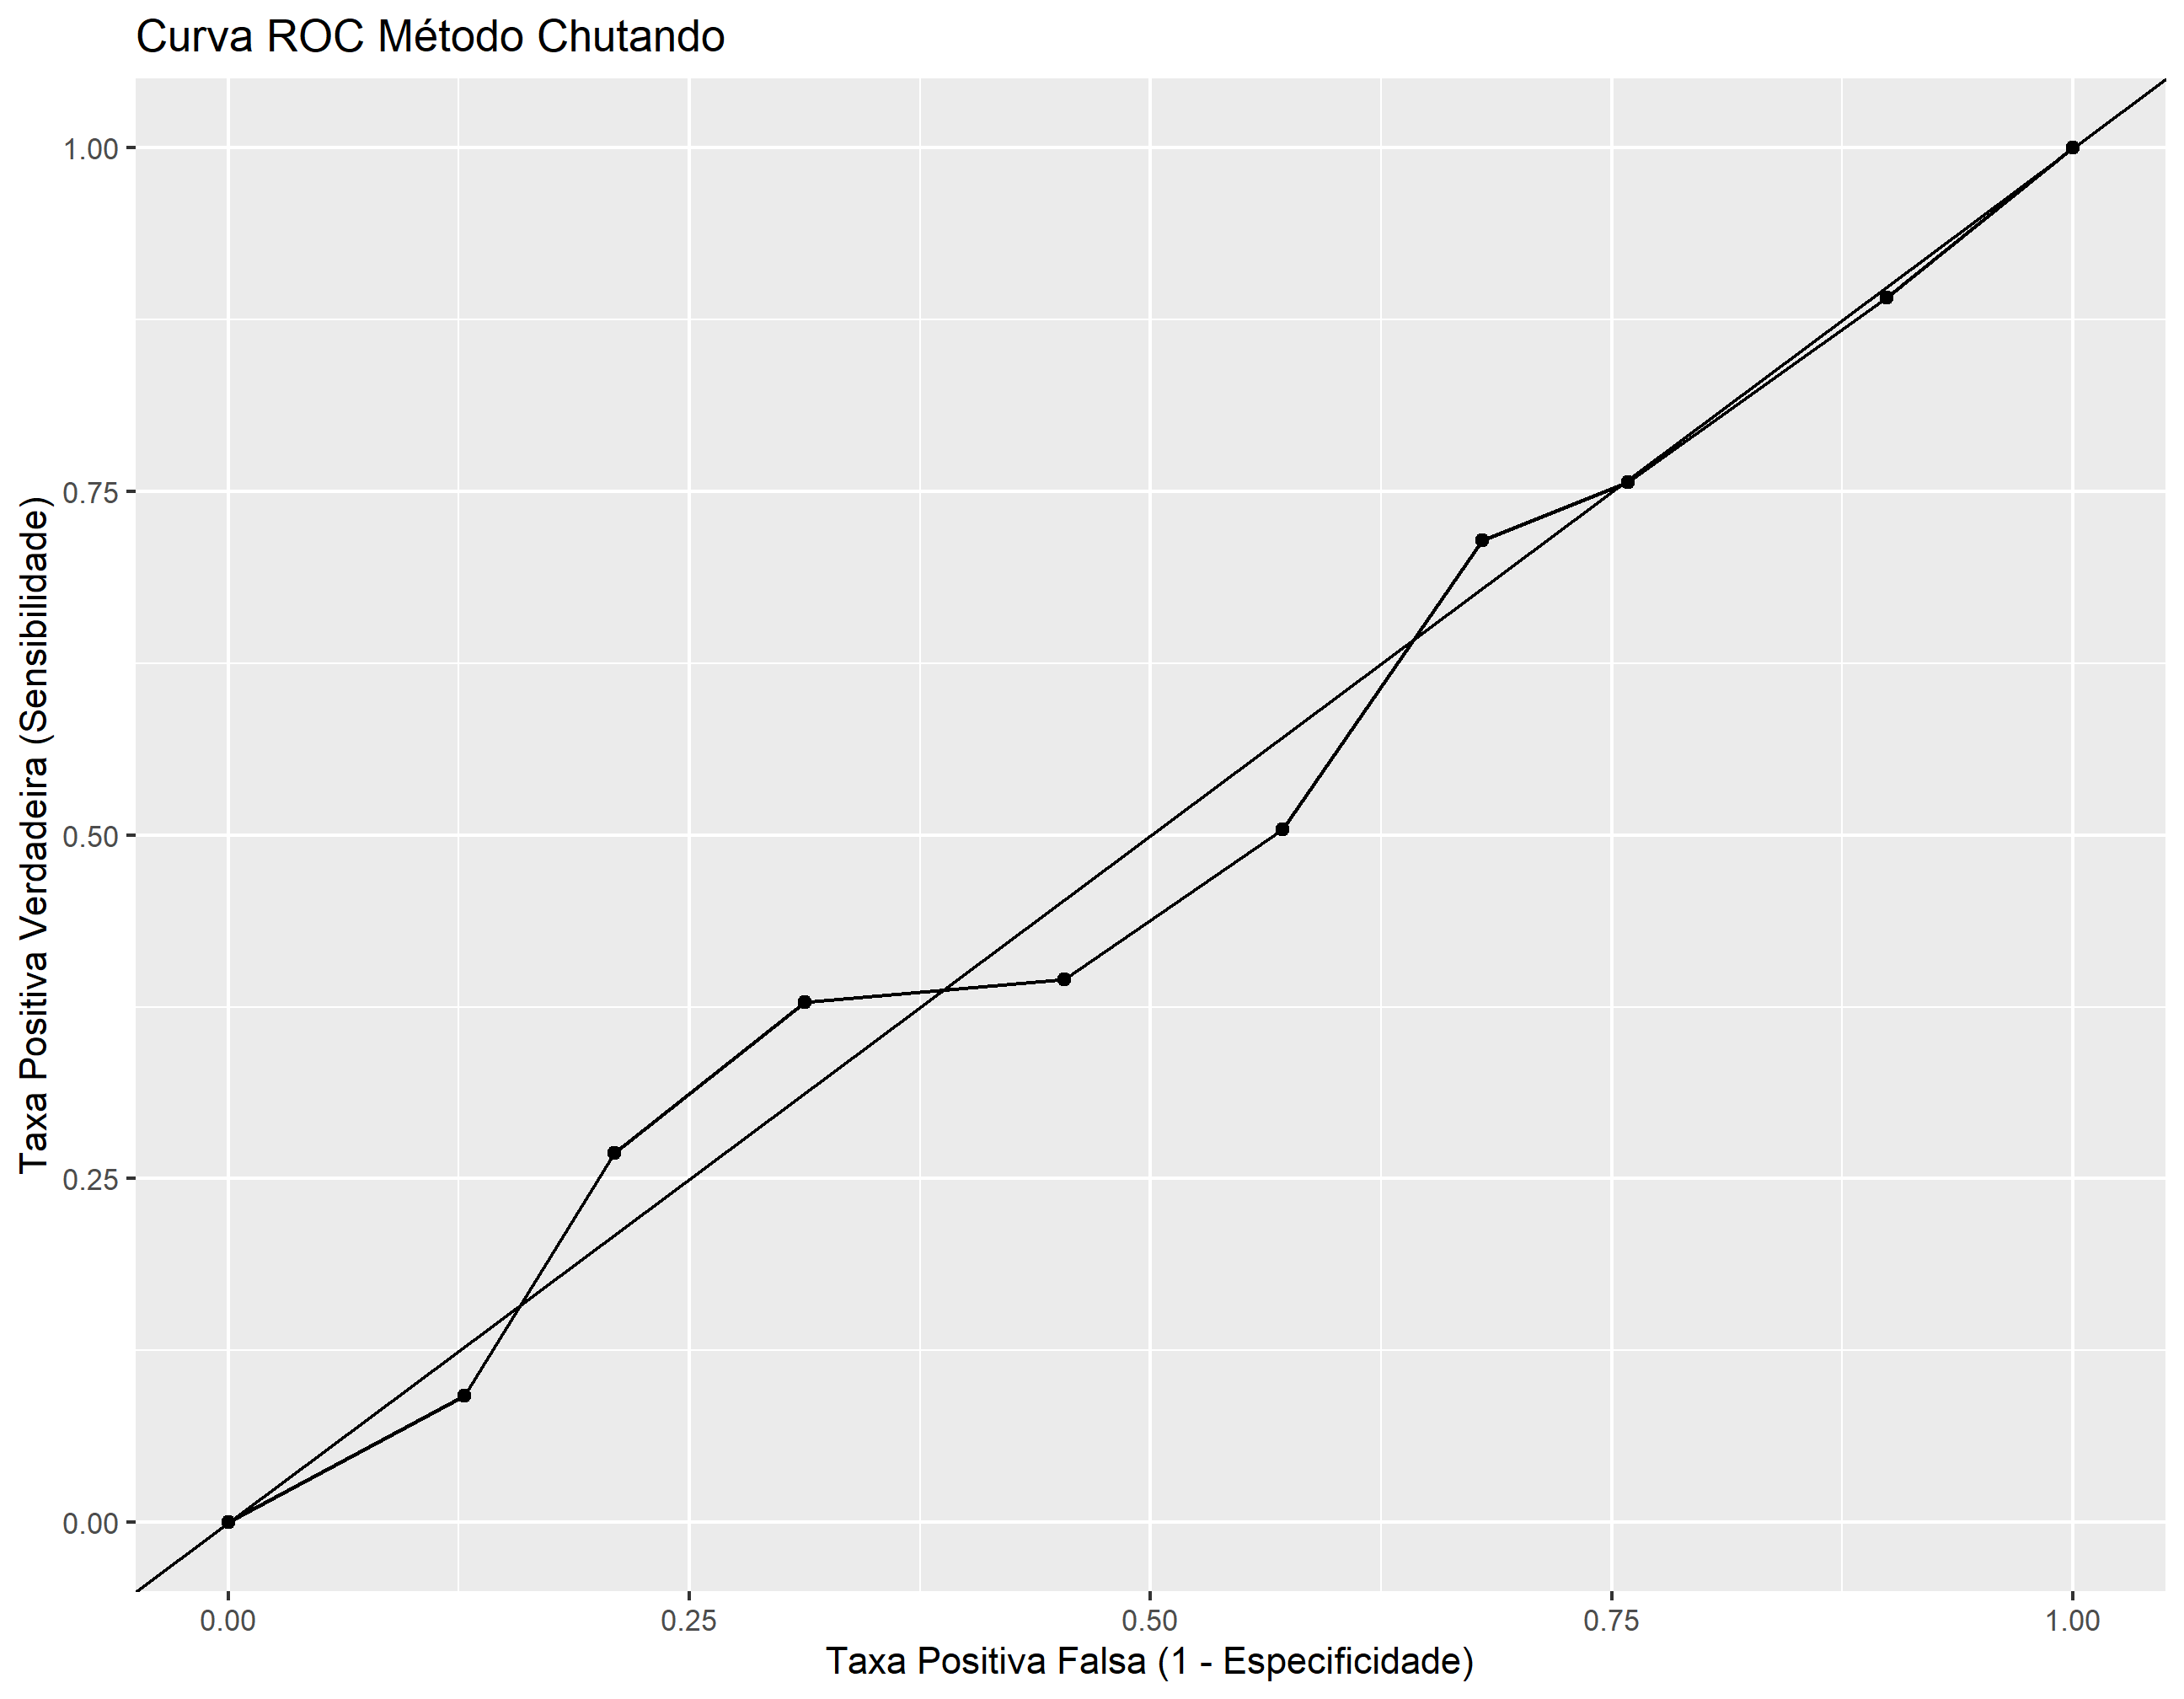 Curva ROC Método Chutando
Taxa Positiva Verdadeira (Sensibilidade)
1.00
0.75
0.50
0.25
0.00
0.00 0.25 0.50 0.75 1.00
Taxa Positiva Falsa (1 - Especificidade)